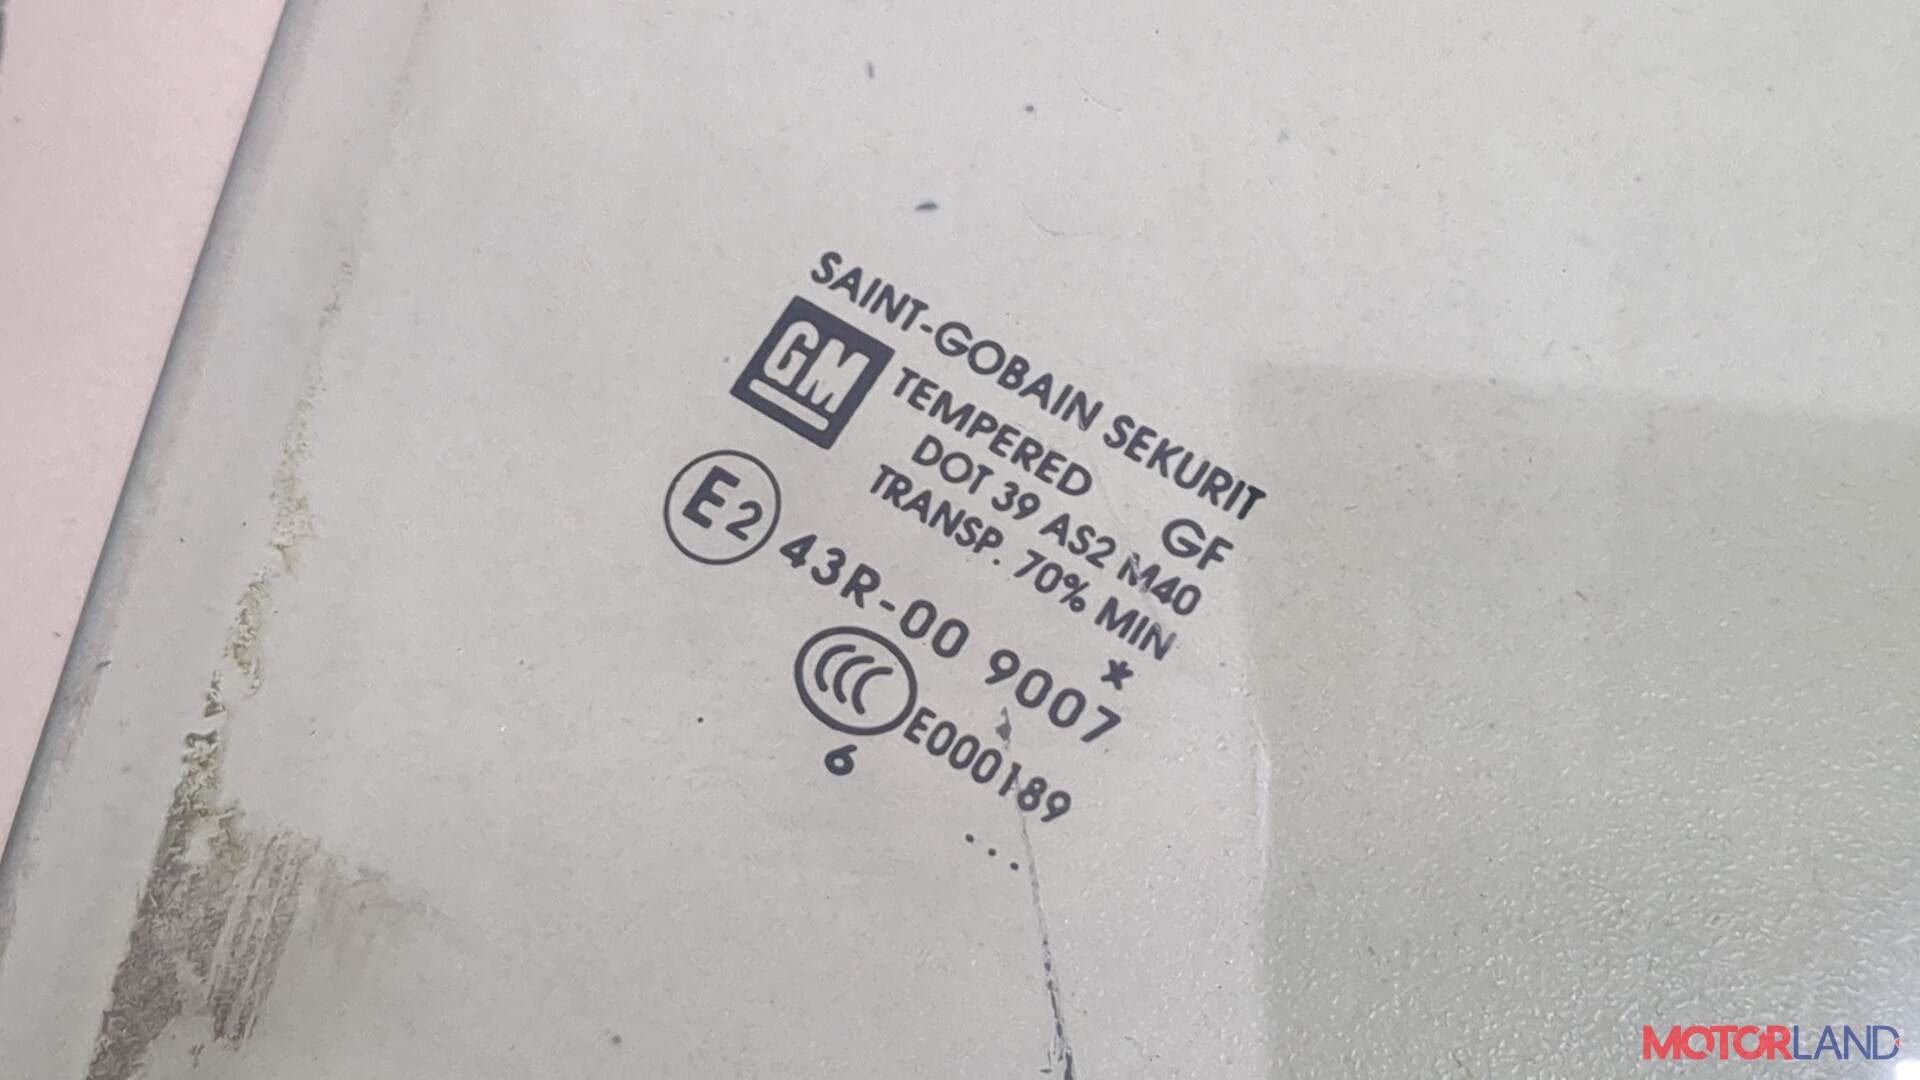 SAINT-GOBAIN SEKURIT
GM
TEMPERED GF
DOT 39 AS2 M40
TRANSP. 70% MIN
*
E2 43R-00 9007
CCC E000189
6
...
MOTORLAND